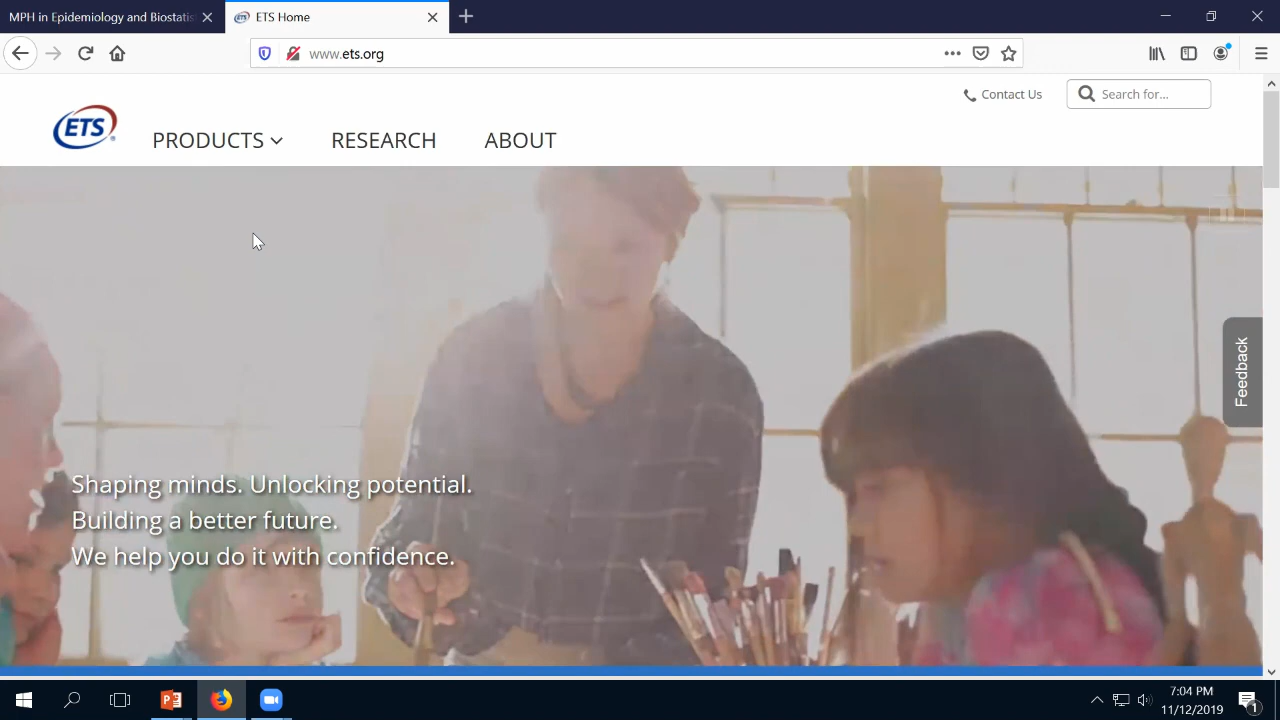 MPH in Epidemiology and Biostatis
ETS Home
www.ets.org
Contact Us
Search for...
ETS
PRODUCTS
RESEARCH
ABOUT
Feedback
Shaping minds. Unlocking potential.
Building a better future.
We help you do it with confidence.
7:04 PM
11/12/2019
1